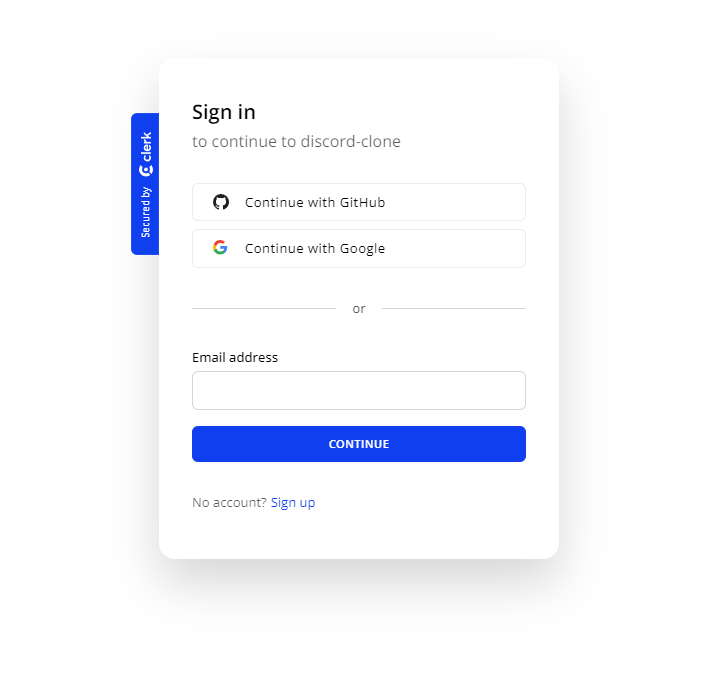 Sign in
to continue to discord-clone
Secured by clerk
Continue with GitHub
Continue with Google
or
Email address
CONTINUE
No account? Sign up